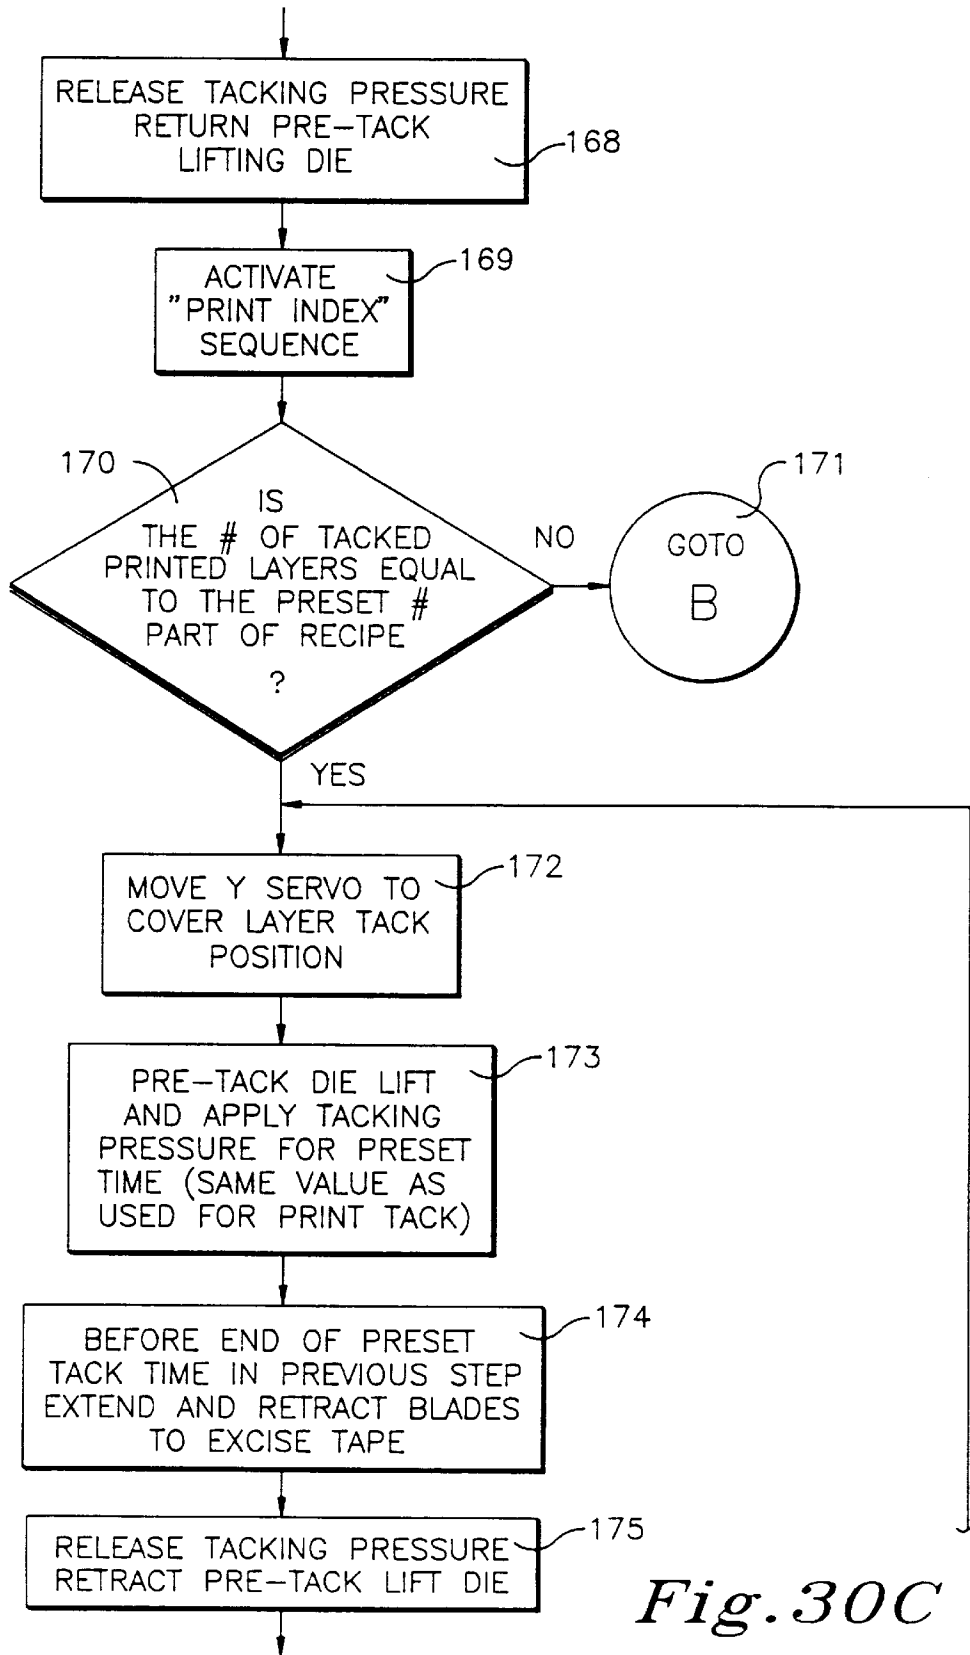 RELEASE TACKING PRESSURE
RETURN PRE-TACK
LIFTING DIE
168
ACTIVATE
"PRINT INDEX"
SEQUENCE
169
170
IS
THE # OF TACKED
PRINTED LAYERS EQUAL
TO THE PRESET #
PART OF RECIPE
?
NO
171
GOTO
B
YES
MOVE Y SERVO TO
COVER LAYER TACK
POSITION
172
PRE-TACK DIE LIFT
AND APPLY TACKING
PRESSURE FOR PRESET
TIME (SAME VALUE AS
USED FOR PRINT TACK)
173
BEFORE END OF PRESET
TACK TIME IN PREVIOUS STEP
EXTEND AND RETRACT BLADES
TO EXCISE TAPE
174
RELEASE TACKING PRESSURE
RETRACT PRE-TACK LIFT DIE
175
Fig.30C